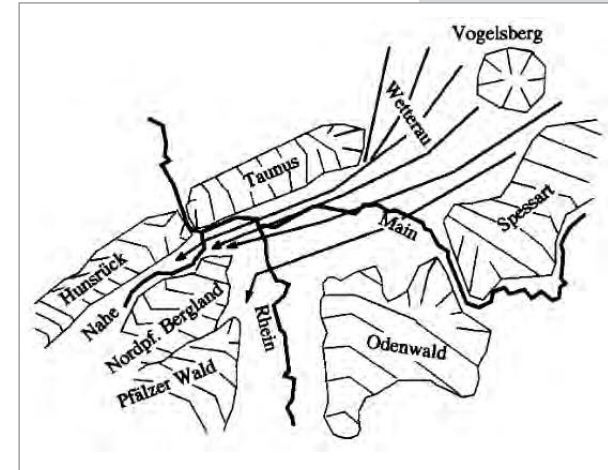 Vogelsberg
Wetterau
Taunus
Spessart
Main
Hunsrück
Nahe
Nordpf. Bergland
Rhein
Odenwald
Pfälzer Wald